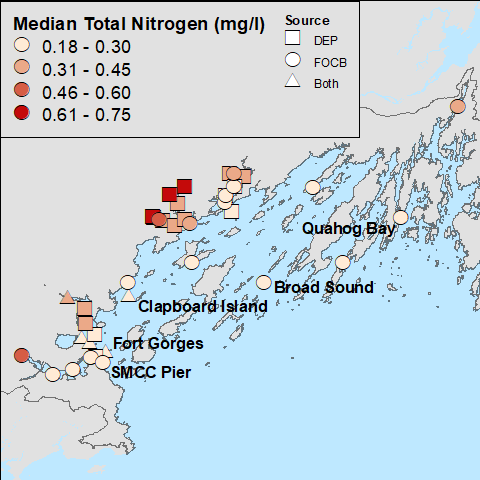 Median Total Nitrogen (mg/l)
0.18 - 0.30
0.31 - 0.45
0.46 - 0.60
0.61 - 0.75
Source
DEP
FOCB
Both
Quahog Bay
Broad Sound
Clapboard Island
Fort Gorges
SMCC Pier